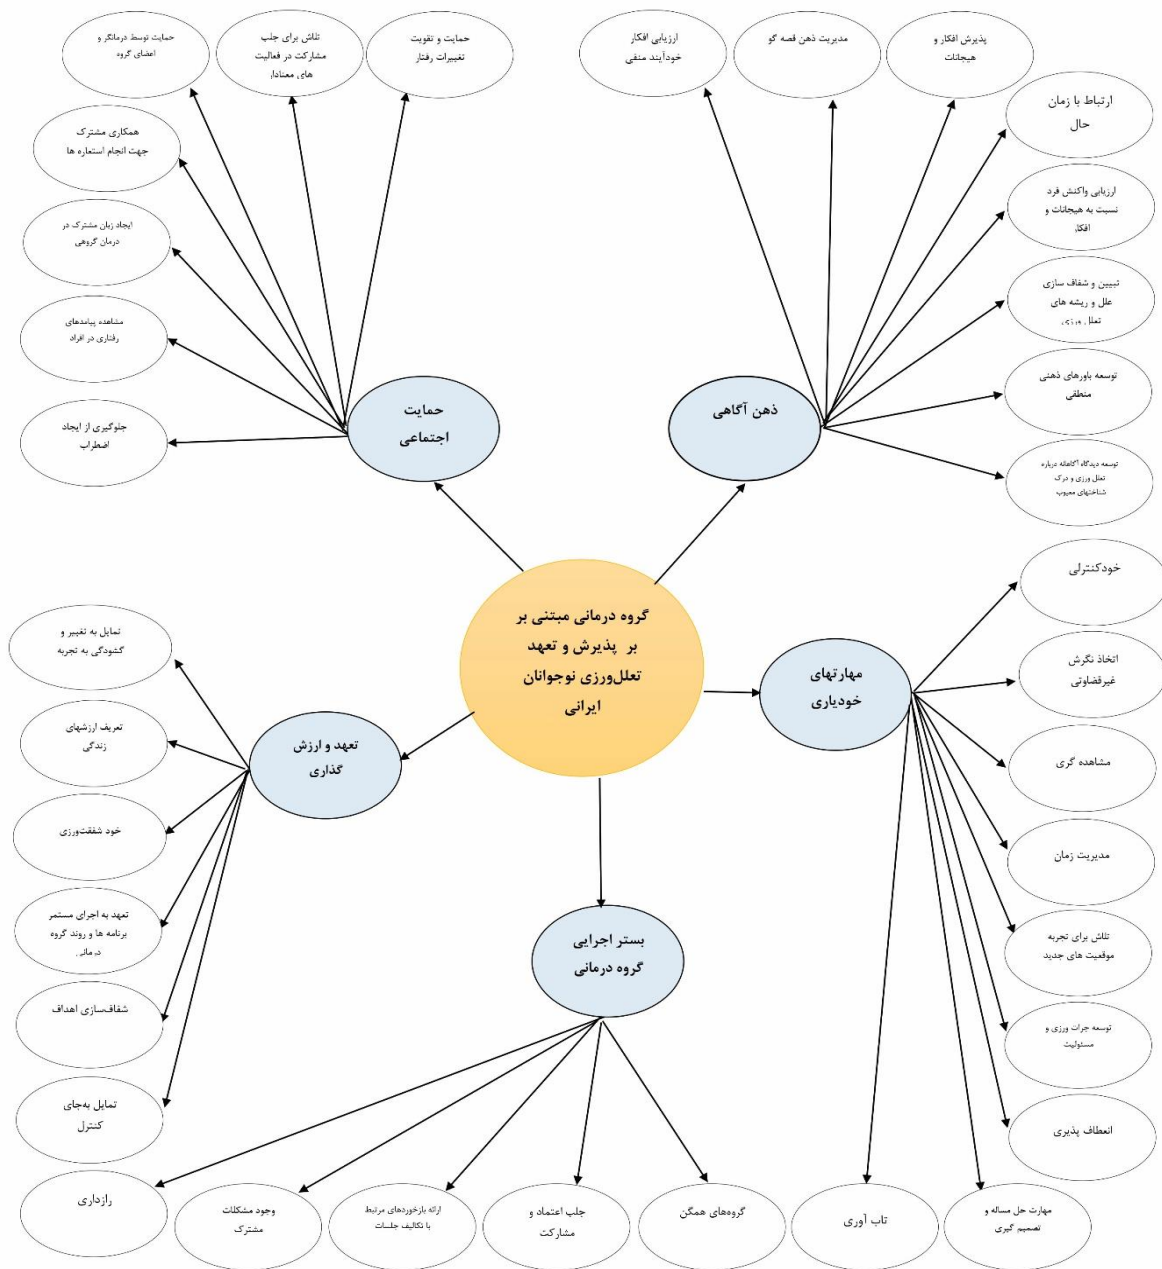 حمایت توسط درمانگر و
اعضای گروه
تلاش برای جلب
مشارکت در فعالیت
های معنادار
حمایت و تقویت
تغییرات رفتار
ارزیابی افکار
خودآیند منفی
مدیریت ذهن قصه گو
پذیرش افکار و
هیجانات
ارتباط با زمان
حال
همکاری مشترک
جهت انجام استعاره ها
ارزیابی واکنش فرد
نسبت به هیجانات و
افکار
ایجاد زبان مشترک در
درمان گروهی
تبیین و شفاف سازی
علل و ریشه های
تعلل ورزی
مشاهده پیامدهای
رفتاری در افراد
توسعه باورهای ذهنی
منطقی
جلوگیری از ایجاد
اضطراب
توسعه دیدگاه آگاهانه درباره
تعلل ورزی و درک
شناختهای معیوب
حمایت
اجتماعی
ذهن آگاهی
گروه درمانی مبتنی بر
بر پذیرش و تعهد
تعلل‌ورزی نوجوانان
ایرانی
مهارتهای
خودیاری
خودکنترلی
اتخاذ نگرش
غیرقضاوتی
مشاهده گری
مدیریت زمان
تلاش برای تجربه
موقعیت های جدید
توسعه جرات ورزی و
مسئولیت
انعطاف پذیری
مهارت حل مساله و
تصمیم گیری
تاب آوری
تعهد و ارزش
گذاری
تمایل به تغییر و
گشودگی به تجربه
تعریف ارزشهای
زندگی
خود شفقت‌ورزی
تعهد به اجرای مستمر
برنامه ها و روند گروه
درمانی
شفاف‌سازی اهداف
تمایل به‌جای
کنترل
بستر اجرایی
گروه درمانی
رازداری
وجود مشکلات
مشترک
ارائه بازخوردهای مرتبط
با تکالیف جلسات
جلب اعتماد و
مشارکت
گروه‌های همگن